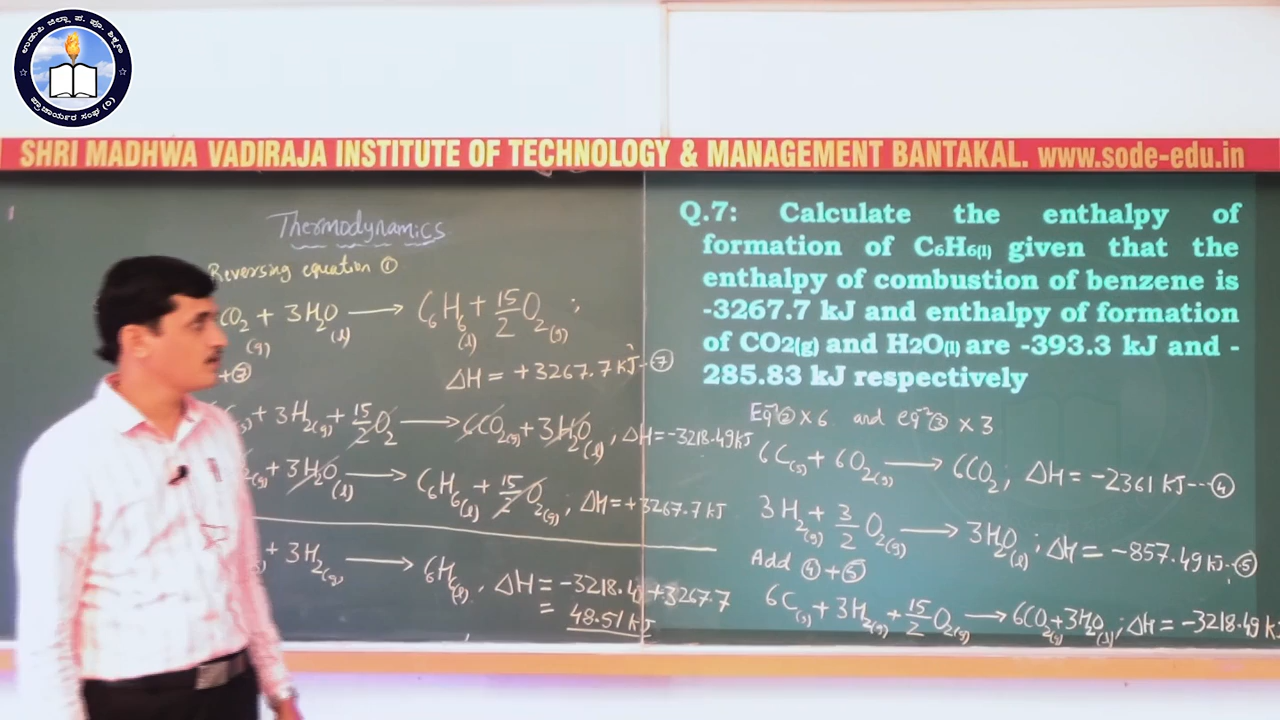 ಉಡುಪಿ ಜಿಲ್ಲಾ ಪ. ಪೂ. ಶಿಕ್ಷಣ
ಪ್ರಾಚಾರ್ಯರ ಸಂಘ (ರಿ)
SHRI MADHWA VADIRAJA INSTITUTE OF TECHNOLOGY & MANAGEMENT BANTAKAL. www.sode-edu.in
Thermodynamics
Reversing equation ①
CO₂(g) + 3H₂O(l) ⟶ C₆H₆(l) + 15/2 O₂(g) ;
ΔH = +3267.7 kJ --⑦
+③
C(s) + 3H₂(g) + 15/2 O₂ ⟶ 6CO₂(g) + 3H₂O(l), ΔH = -3218.49 kJ
₂(g) + 3H₂O(l) ⟶ C₆H₆(l) + 15/2 O₂(g), ΔH = +3267.7 kJ
+ 3H₂(g) ⟶ C₆H₆(l), ΔH = -3218.49 + 3267.7
= 48.51 kJ
Q.7: Calculate the enthalpy of
formation of C₆H₆(l) given that the
enthalpy of combustion of benzene is
-3267.7 kJ and enthalpy of formation
of CO2(g) and H2O(l) are -393.3 kJ and -
285.83 kJ respectively
Eqⁿ ② × 6 and eqⁿ ③ × 3
6C(s) + 6O₂(g) ⟶ 6CO₂, ΔH = -2361 kJ --- ④
3H₂(g) + 3/2 O₂(g) ⟶ 3H₂O(l) ; ΔH = -857.49 kJ --⑤
Add ④+⑤
6C(s) + 3H₂(g) + 15/2 O₂(g) ⟶ 6CO₂(g) + 3H₂O(l) ; ΔH = -3218.49 k